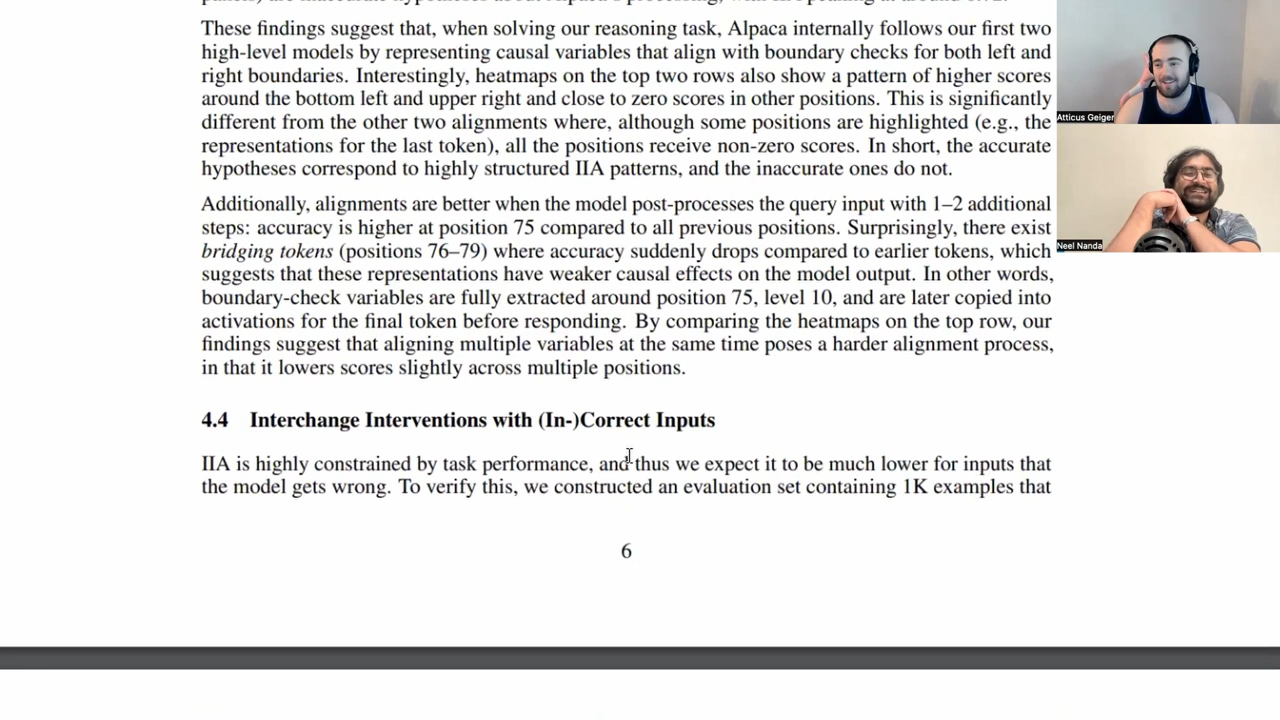 These findings suggest that, when solving our reasoning task, Alpaca internally follows our first two
high-level models by representing causal variables that align with boundary checks for both left and
right boundaries. Interestingly, heatmaps on the top two rows also show a pattern of higher scores
around the bottom left and upper right and close to zero scores in other positions. This is significantly
different from the other two alignments where, although some positions are highlighted (e.g., the
representations for the last token), all the positions receive non-zero scores. In short, the accurate
hypotheses correspond to highly structured IIA patterns, and the inaccurate ones do not.
Additionally, alignments are better when the model post-processes the query input with 1–2 additional
steps: accuracy is higher at position 75 compared to all previous positions. Surprisingly, there exist
bridging tokens (positions 76–79) where accuracy suddenly drops compared to earlier tokens, which
suggests that these representations have weaker causal effects on the model output. In other words,
boundary-check variables are fully extracted around position 75, level 10, and are later copied into
activations for the final token before responding. By comparing the heatmaps on the top row, our
findings suggest that aligning multiple variables at the same time poses a harder alignment process,
in that it lowers scores slightly across multiple positions.
4.4 Interchange Interventions with (In-)Correct Inputs
IIA is highly constrained by task performance, and thus we expect it to be much lower for inputs that
the model gets wrong. To verify this, we constructed an evaluation set containing 1K examples that
6
Atticus Geiger
Neel Nanda